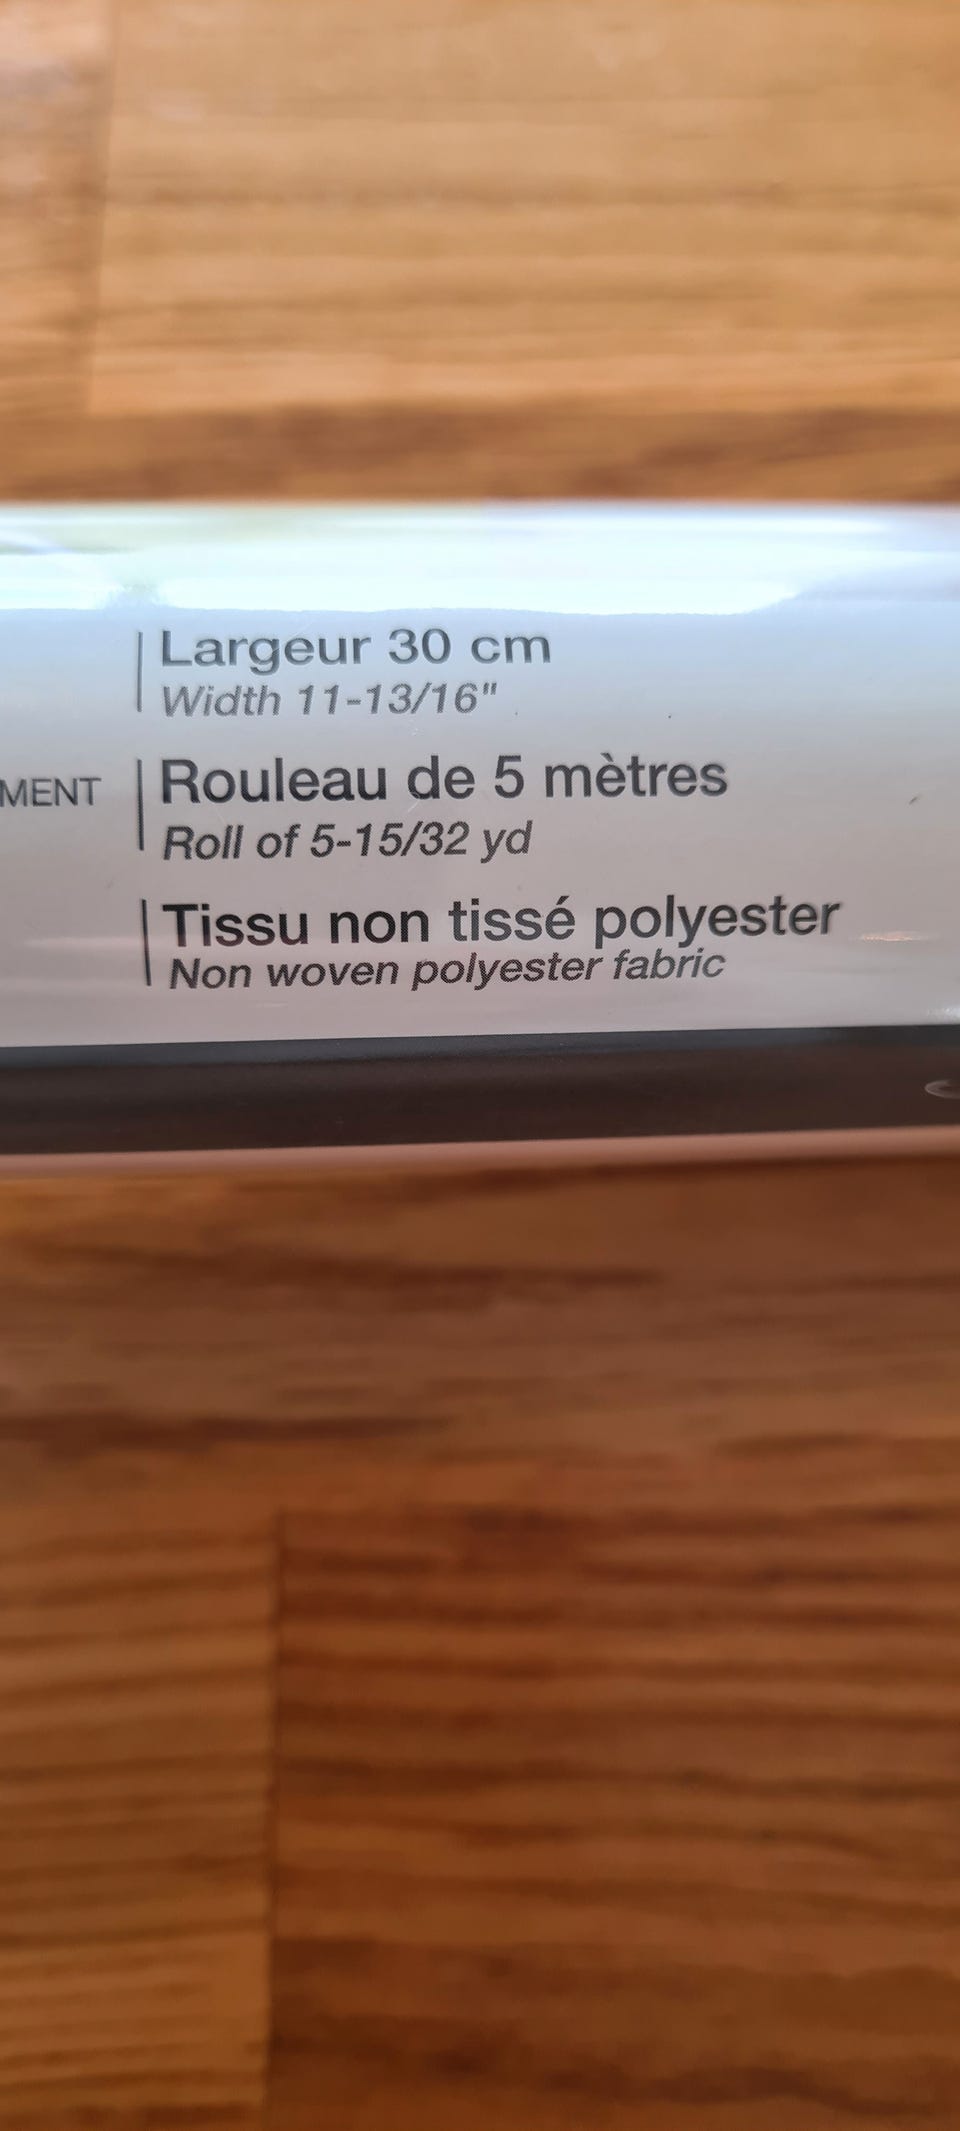 Largeur 30 cm
Width 11-13/16"
MENT
Rouleau de 5 mètres
Roll of 5-15/32 yd
Tissu non tissé polyester
Non woven polyester fabric